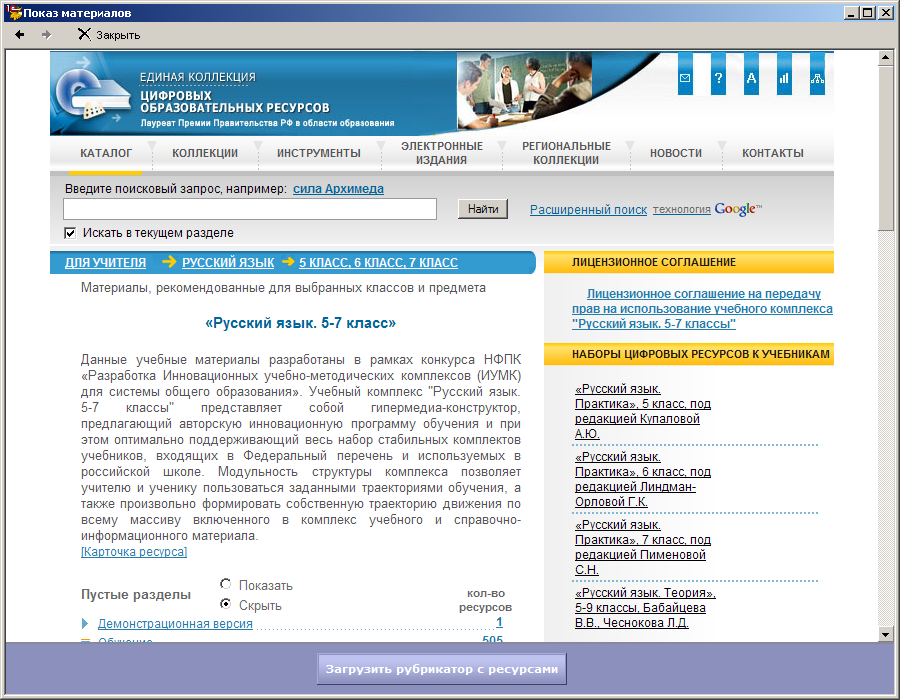 Показ материалов
Закрыть
ЕДИНАЯ КОЛЛЕКЦИЯ
ЦИФРОВЫХ
ОБРАЗОВАТЕЛЬНЫХ РЕСУРСОВ
Лауреат Премии Правительства РФ в области образования
? A
КАТАЛОГ
КОЛЛЕКЦИИ
ИНСТРУМЕНТЫ
ЭЛЕКТРОННЫЕ
ИЗДАНИЯ
РЕГИОНАЛЬНЫЕ
КОЛЛЕКЦИИ
НОВОСТИ
КОНТАКТЫ
Введите поисковый запрос, например: сила Архимеда
Найти
Расширенный поиск технология Google™
Искать в текущем разделе
ДЛЯ УЧИТЕЛЯ РУССКИЙ ЯЗЫК 5 КЛАСС, 6 КЛАСС, 7 КЛАСС
Материалы, рекомендованные для выбранных классов и предмета
«Русский язык. 5-7 класс»
Данные учебные материалы разработаны в рамках конкурса НФПК
«Разработка Инновационных учебно-методических комплексов (ИУМК)
для системы общего образования». Учебный комплекс "Русский язык.
5-7 классы" представляет собой гипермедиа-конструктор,
предлагающий авторскую инновационную программу обучения и при
этом оптимально поддерживающий весь набор стабильных комплектов
учебников, входящих в Федеральный перечень и используемых в
российской школе. Модульность структуры комплекса позволяет
учителю и ученику пользоваться заданными траекториями обучения, а
также произвольно формировать собственную траекторию движения по
всему массиву включенного в комплекс учебного и справочно-
информационного материала.
[Карточка ресурса]
Пустые разделы
Показать
Скрыть
кол-во
ресурсов
Демонстрационная версия 1
Обучение 505
ЛИЦЕНЗИОННОЕ СОГЛАШЕНИЕ
Лицензионное соглашение на передачу
прав на использование учебного комплекса
"Русский язык. 5-7 классы"
НАБОРЫ ЦИФРОВЫХ РЕСУРСОВ К УЧЕБНИКАМ
«Русский язык.
Практика», 5 класс, под
редакцией Купаловой
А.Ю.
«Русский язык.
Практика», 6 класс, под
редакцией Лидман-
Орловой Г.К.
«Русский язык.
Практика», 7 класс, под
редакцией Пименовой
С.Н.
«Русский язык. Теория»,
5-9 классы, Бабайцева
В.В., Чеснокова Л.Д.
Загрузить рубрикатор с ресурсами